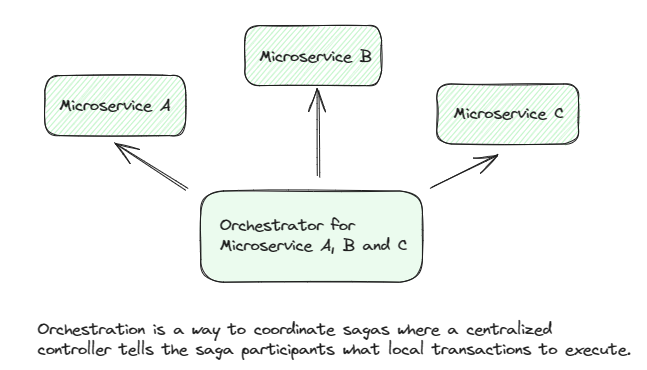 Microservice B
Microservice A
Microservice C
Orchestrator for
Microservice A, B and C
Orchestration is a way to coordinate sagas where a centralized
controller tells the saga participants what local transactions to execute.